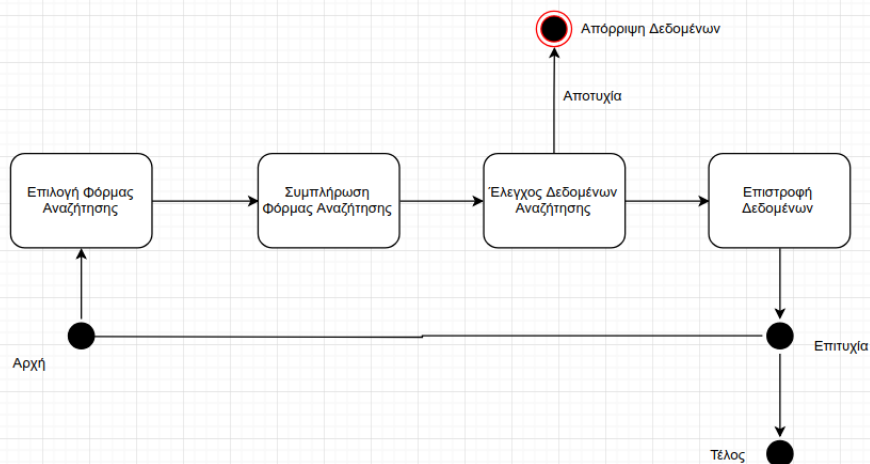 Απόρριψη Δεδομένων
Αποτυχία
Επιλογή Φόρμας
Αναζήτησης
Συμπλήρωση
Φόρμας Αναζήτησης
Έλεγχος Δεδομένων
Αναζήτησης
Επιστροφή
Δεδομένων
Αρχή
Επιτυχία
Τέλος